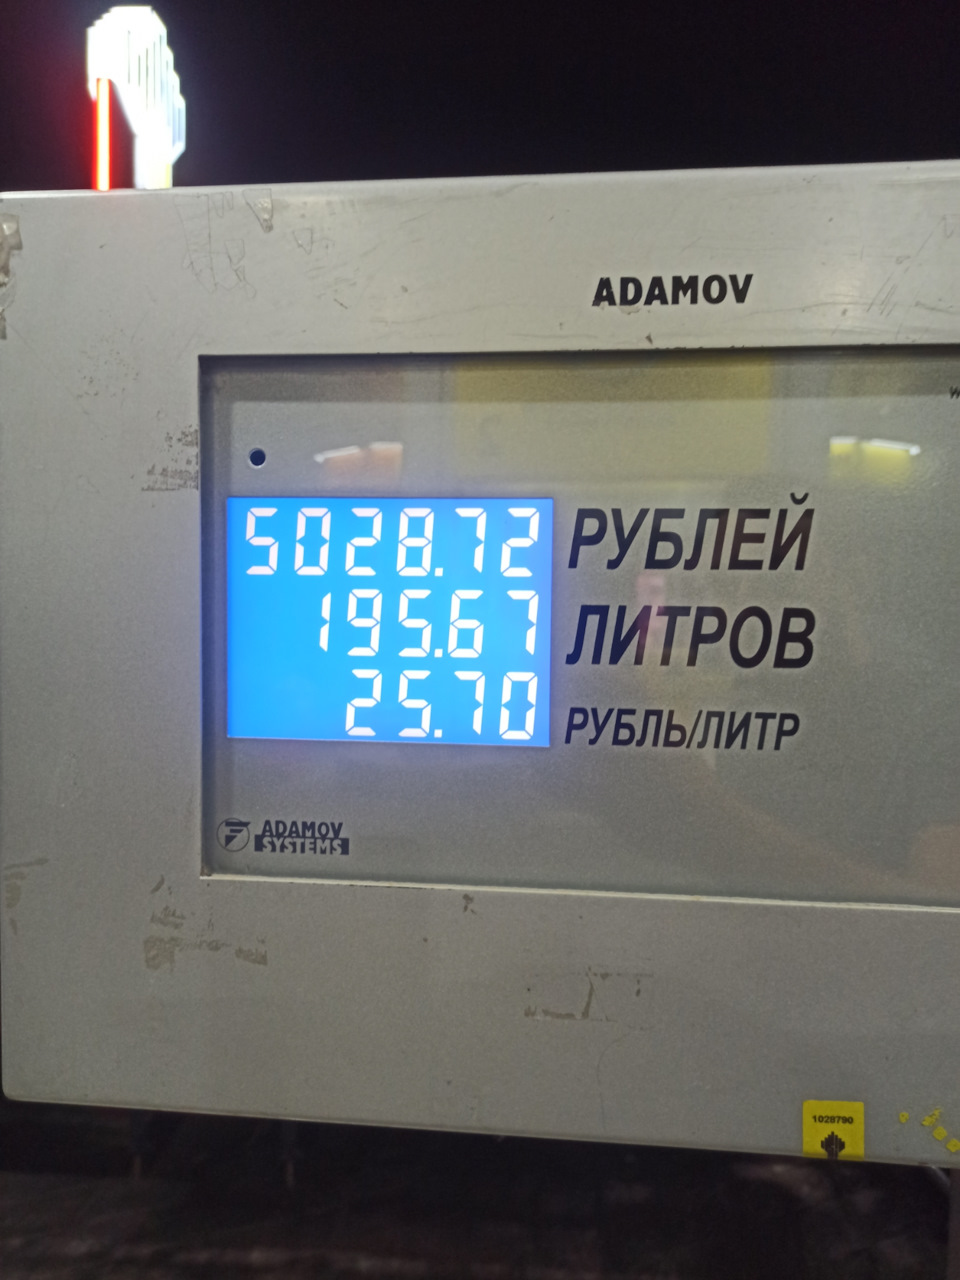 ADAMOV
5028.72 РУБЛЕЙ
195.67 ЛИТРОВ
25.70 РУБЛЬ/ЛИТР
ADAMOV
SYSTEMS
1028790